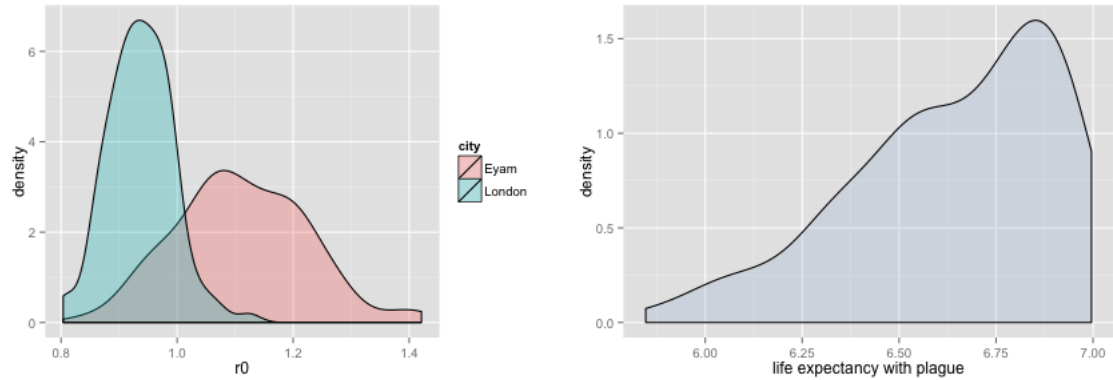 density
6
4
2
0
0.8 1.0 1.2 1.4
r0
city
Eyam
London
density
1.5
1.0
0.5
0.0
6.00 6.25 6.50 6.75 7.00
life expectancy with plague